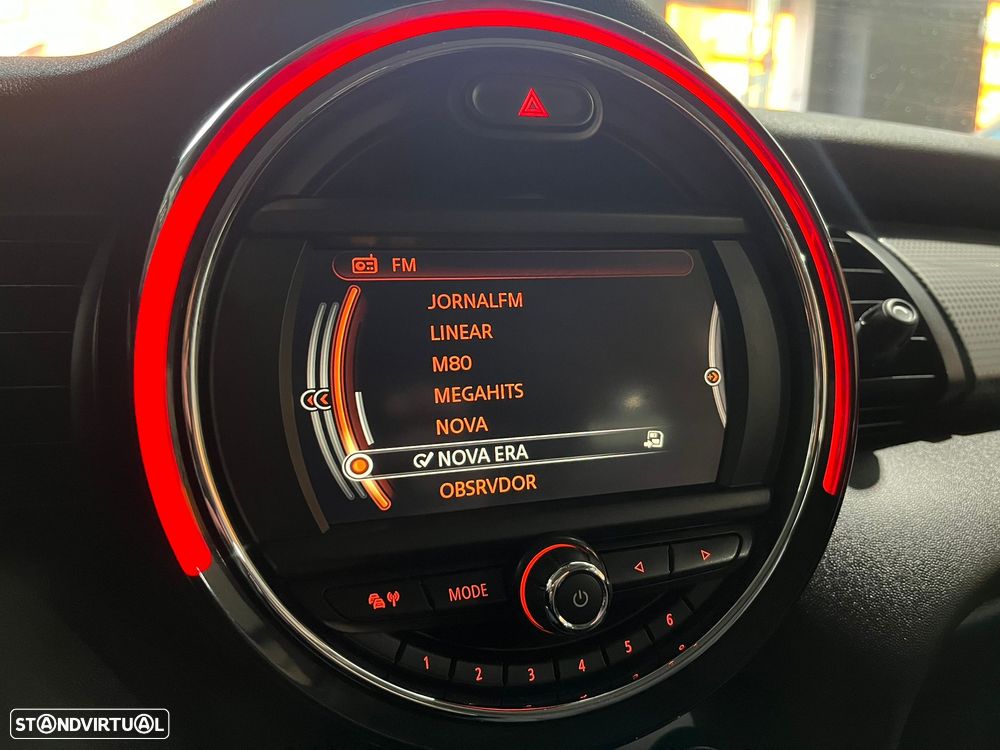 FM
JORNALFM
LINEAR
M80
MEGAHITS
NOVA
NOVA ERA
OBSRVDOR
MODE
1 2 3 4 5 6
STANDVIRTUAL